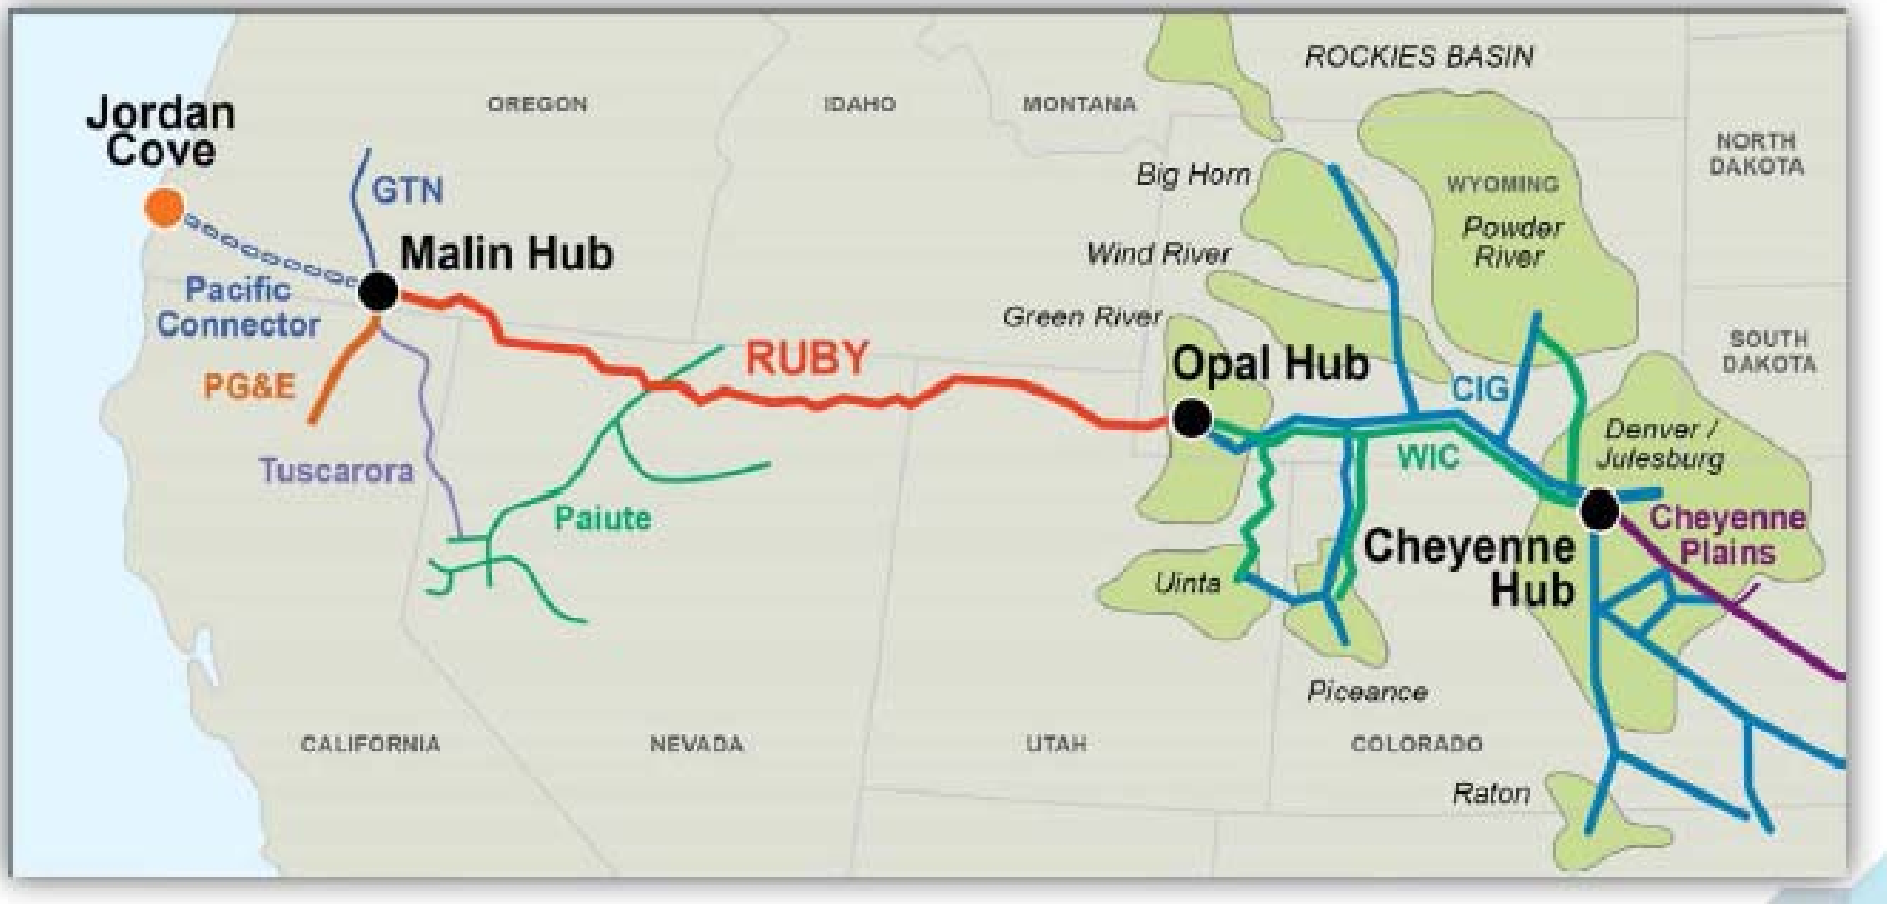 ROCKIES BASIN
Jordan
Cove
OREGON
IDAHO
MONTANA
NORTH
DAKOTA
Big Horn
WYOMING
GTN
Powder
River
Malin Hub
Wind River
Pacific
Connector
Green River
SOUTH
DAKOTA
RUBY
Opal Hub
PG&E
CIG
Denver /
Julesburg
Tuscarora
WIC
Paiute
Cheyenne
Plains
Cheyenne
Hub
Uinta
Piceance
CALIFORNIA
NEVADA
UTAH
COLORADO
Raton